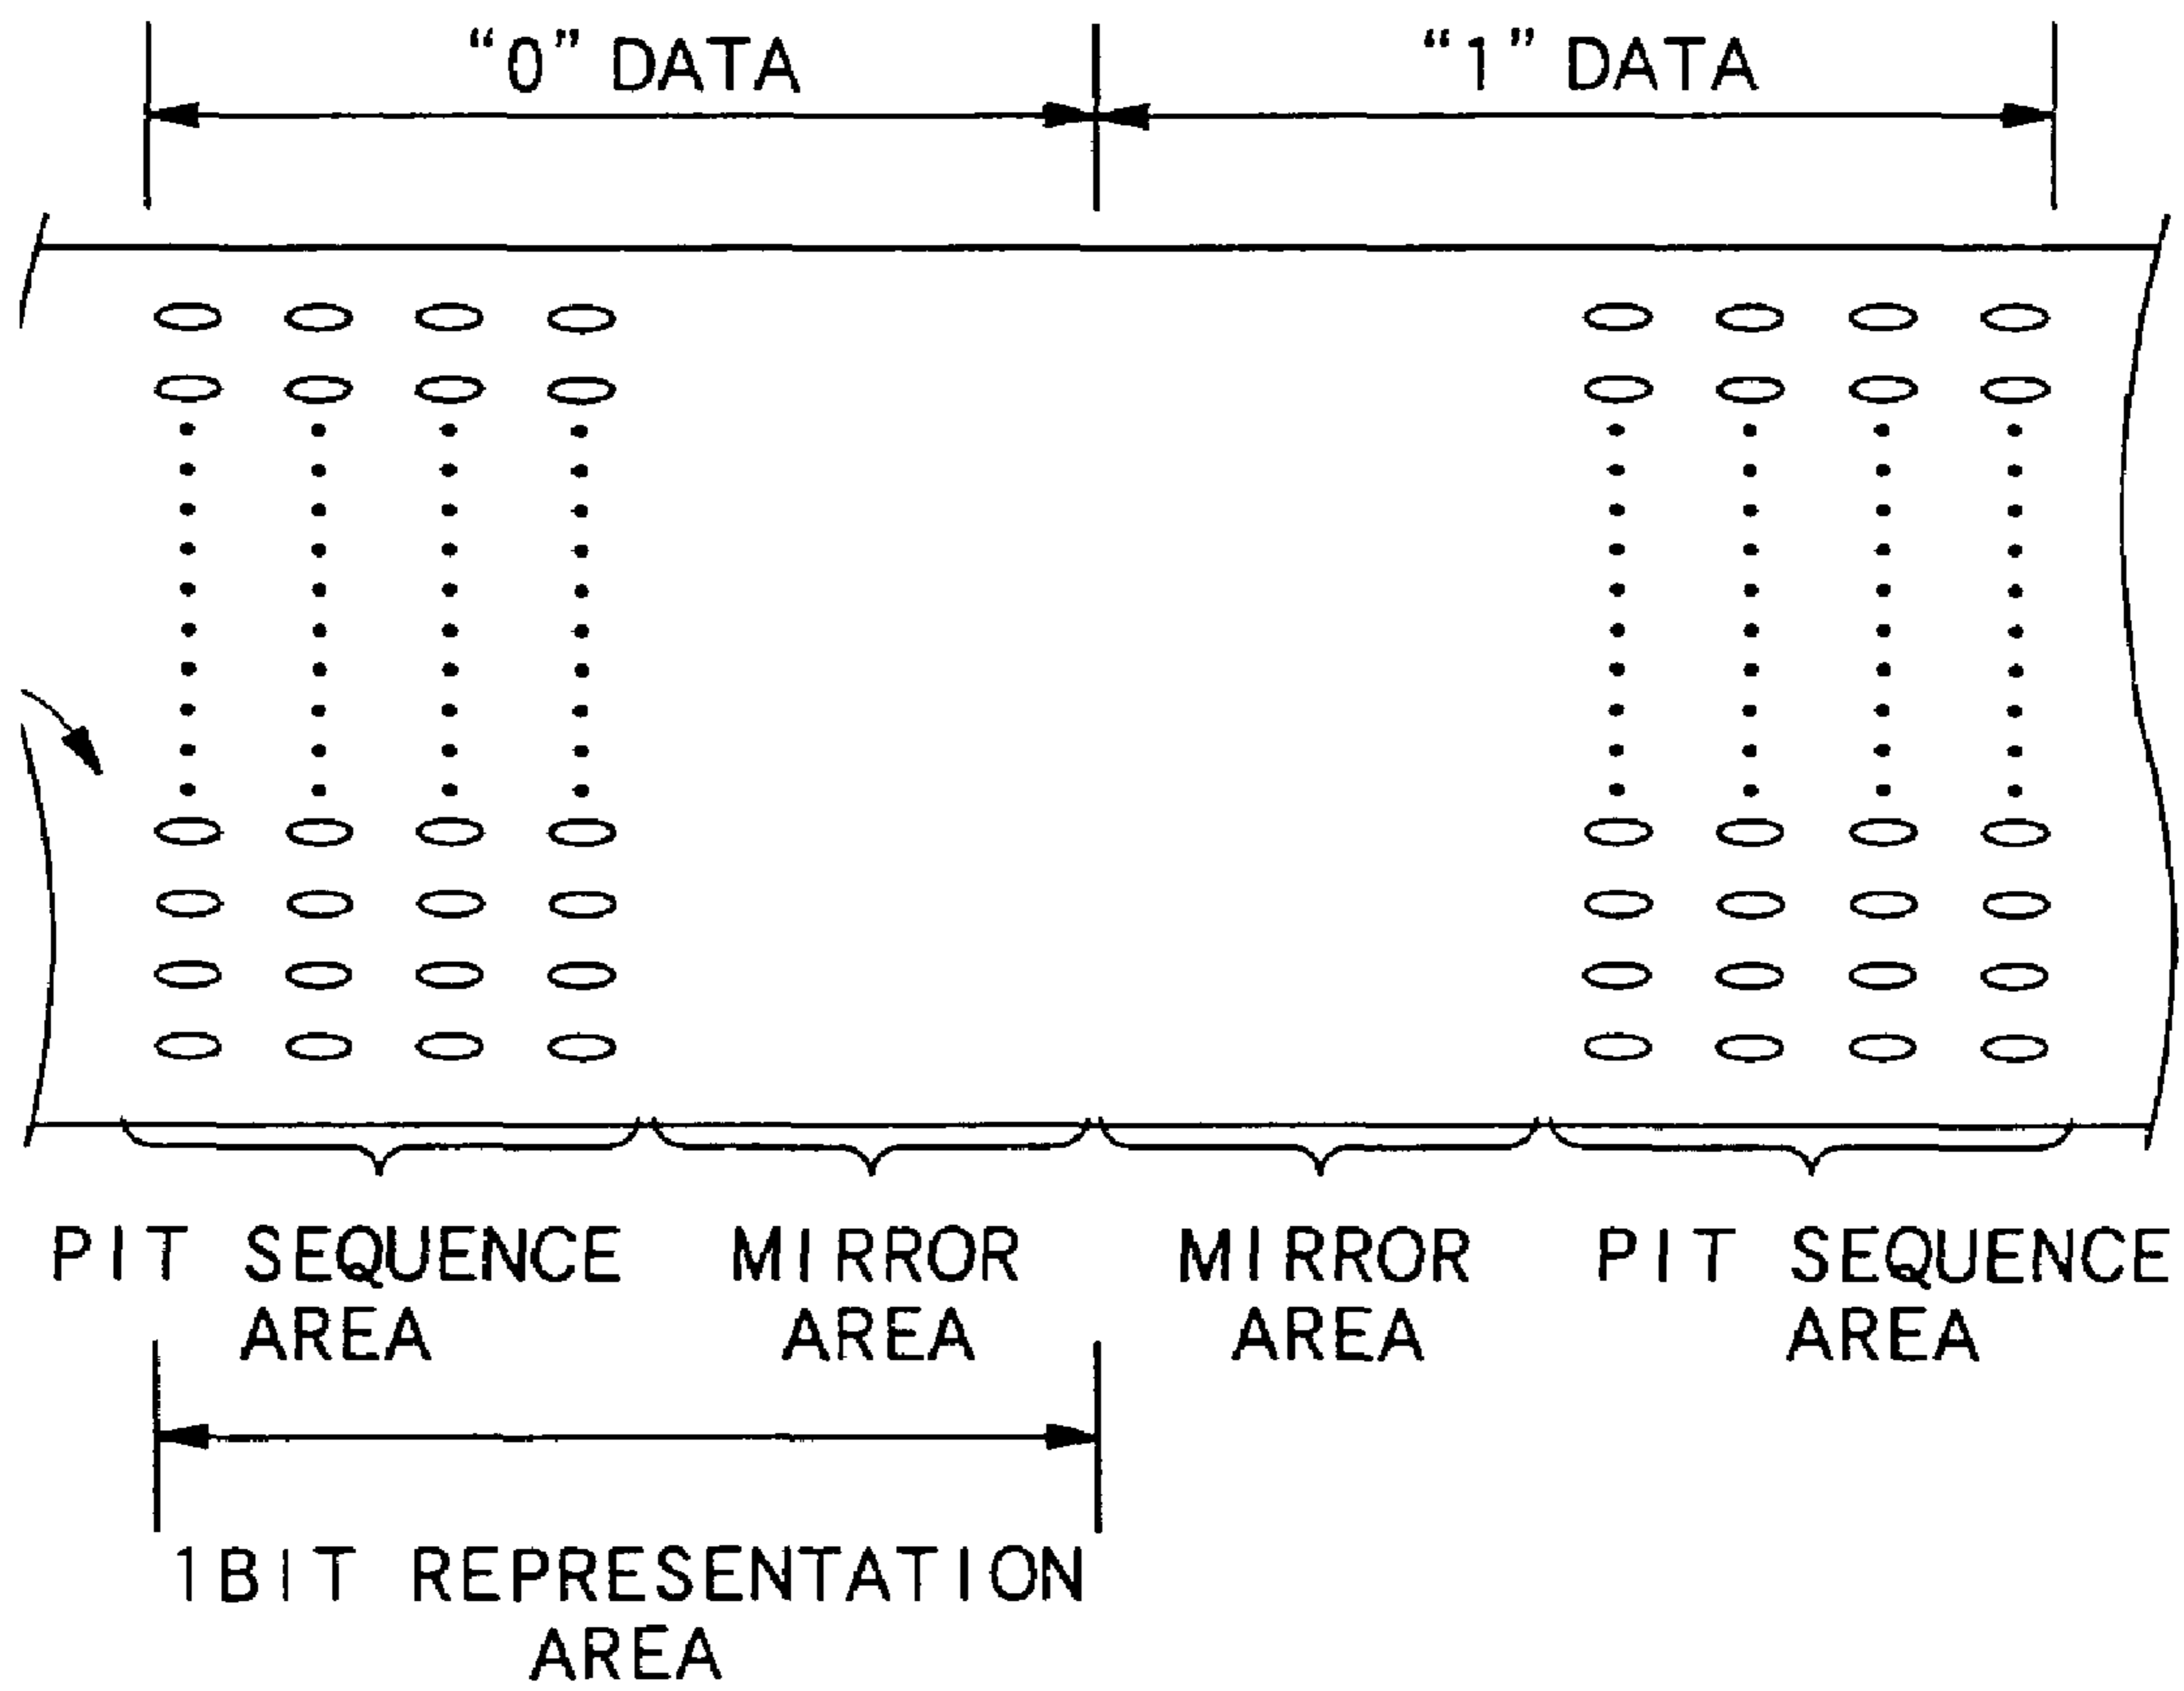 “0” DATA
“1” DATA
PIT SEQUENCE AREA
MIRROR AREA
MIRROR AREA
PIT SEQUENCE AREA
1BIT REPRESENTATION
AREA